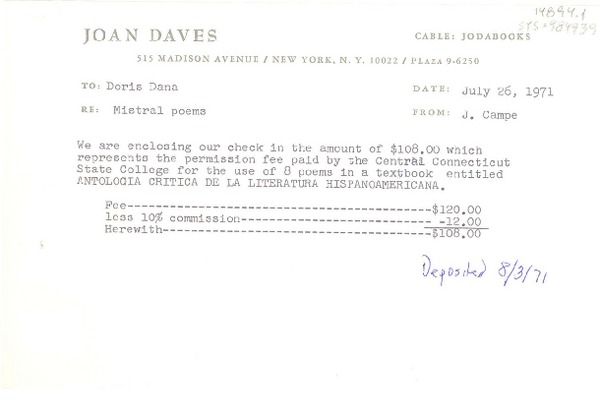 14899.1
JOAN DAVES
CABLE: JODABOOKS
515 MADISON AVENUE / NEW YORK, N. Y. 10022 / PLAZA 9-6250
TO: Doris Dana
DATE: July 26, 1971
RE: Mistral poems
FROM: J. Campe
We are enclosing our check in the amount of $108.00 which
represents the permission fee paid by the Central Connecticut
State College for the use of 8 poems in a textbook entitled
ANTOLOGIA CRITICA DE LA LITERATURA HISPANOAMERICANA.
Fee-----------------------------------------$120.00
less 10% commission-------------------------- -12.00
Herewith------------------------------------$108.00
Deposited 8/3/71